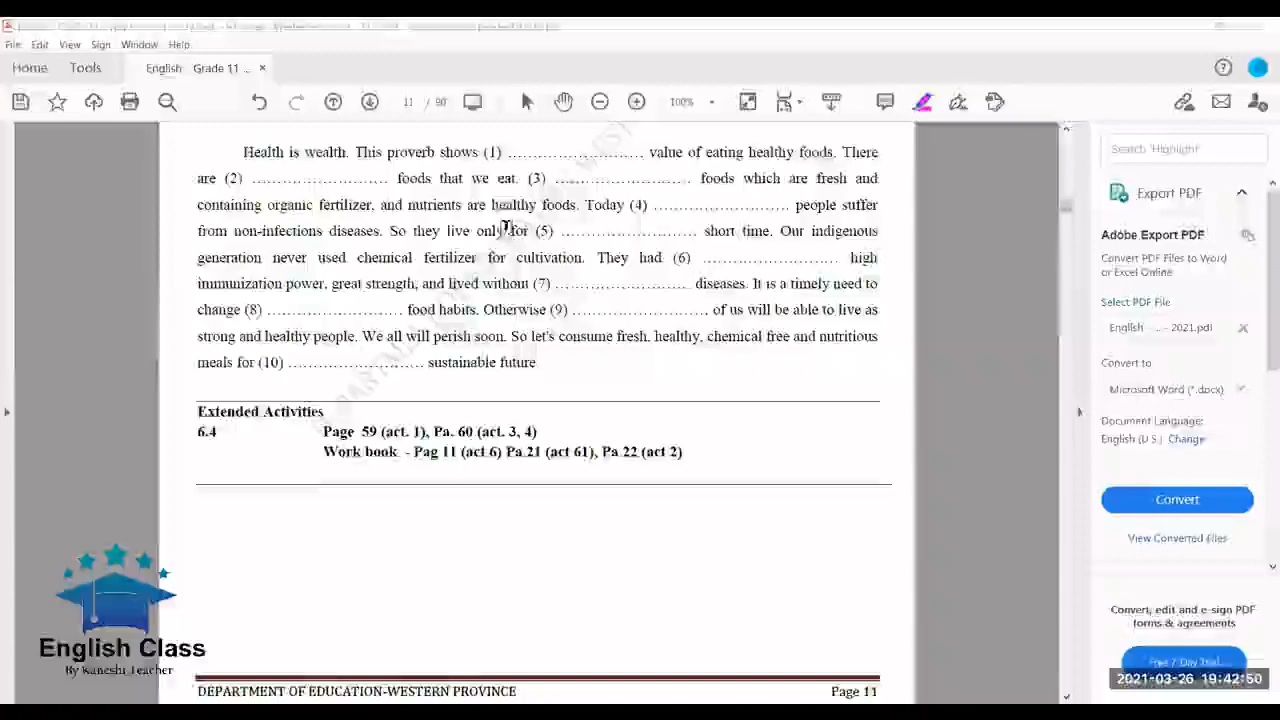 File Edit View Sign Window Help
Home Tools English Grade 11 ... ×
11 / 90 100%
Health is wealth. This proverb shows (1) ........................ value of eating healthy foods. There
are (2) ........................ foods that we eat. (3) ........................ foods which are fresh and
containing organic fertilizer, and nutrients are healthy foods. Today (4) ........................ people suffer
from non-infections diseases. So they live only for (5) ........................ short time. Our indigenous
generation never used chemical fertilizer for cultivation. They had (6) ........................ high
immunization power, great strength, and lived without (7) ........................ diseases. It is a timely need to
change (8) ........................ food habits. Otherwise (9) ........................ of us will be able to live as
strong and healthy people. We all will perish soon. So let's consume fresh, healthy, chemical free and nutritious
meals for (10) ........................ sustainable future
Extended Activities
6.4 Page 59 (act. 1), Pa. 60 (act. 3, 4)
Work book - Pag 11 (act 6) Pa 21 (act 61), Pa 22 (act 2)
DEPARTMENT OF EDUCATION-WESTERN PROVINCE Page 11
English Class
By Kaneshi Teacher
Search 'Highlight'
Export PDF
Adobe Export PDF
Convert PDF Files to Word
or Excel Online
Select PDF File
English ... - 2021.pdf
Convert to
Microsoft Word (*.docx)
Document Language:
English (U.S.) Change
Convert
View Converted Files
Convert, edit and e-sign PDF
forms & agreements
Free 7 Day Trial
2021-03-26 19:42:50